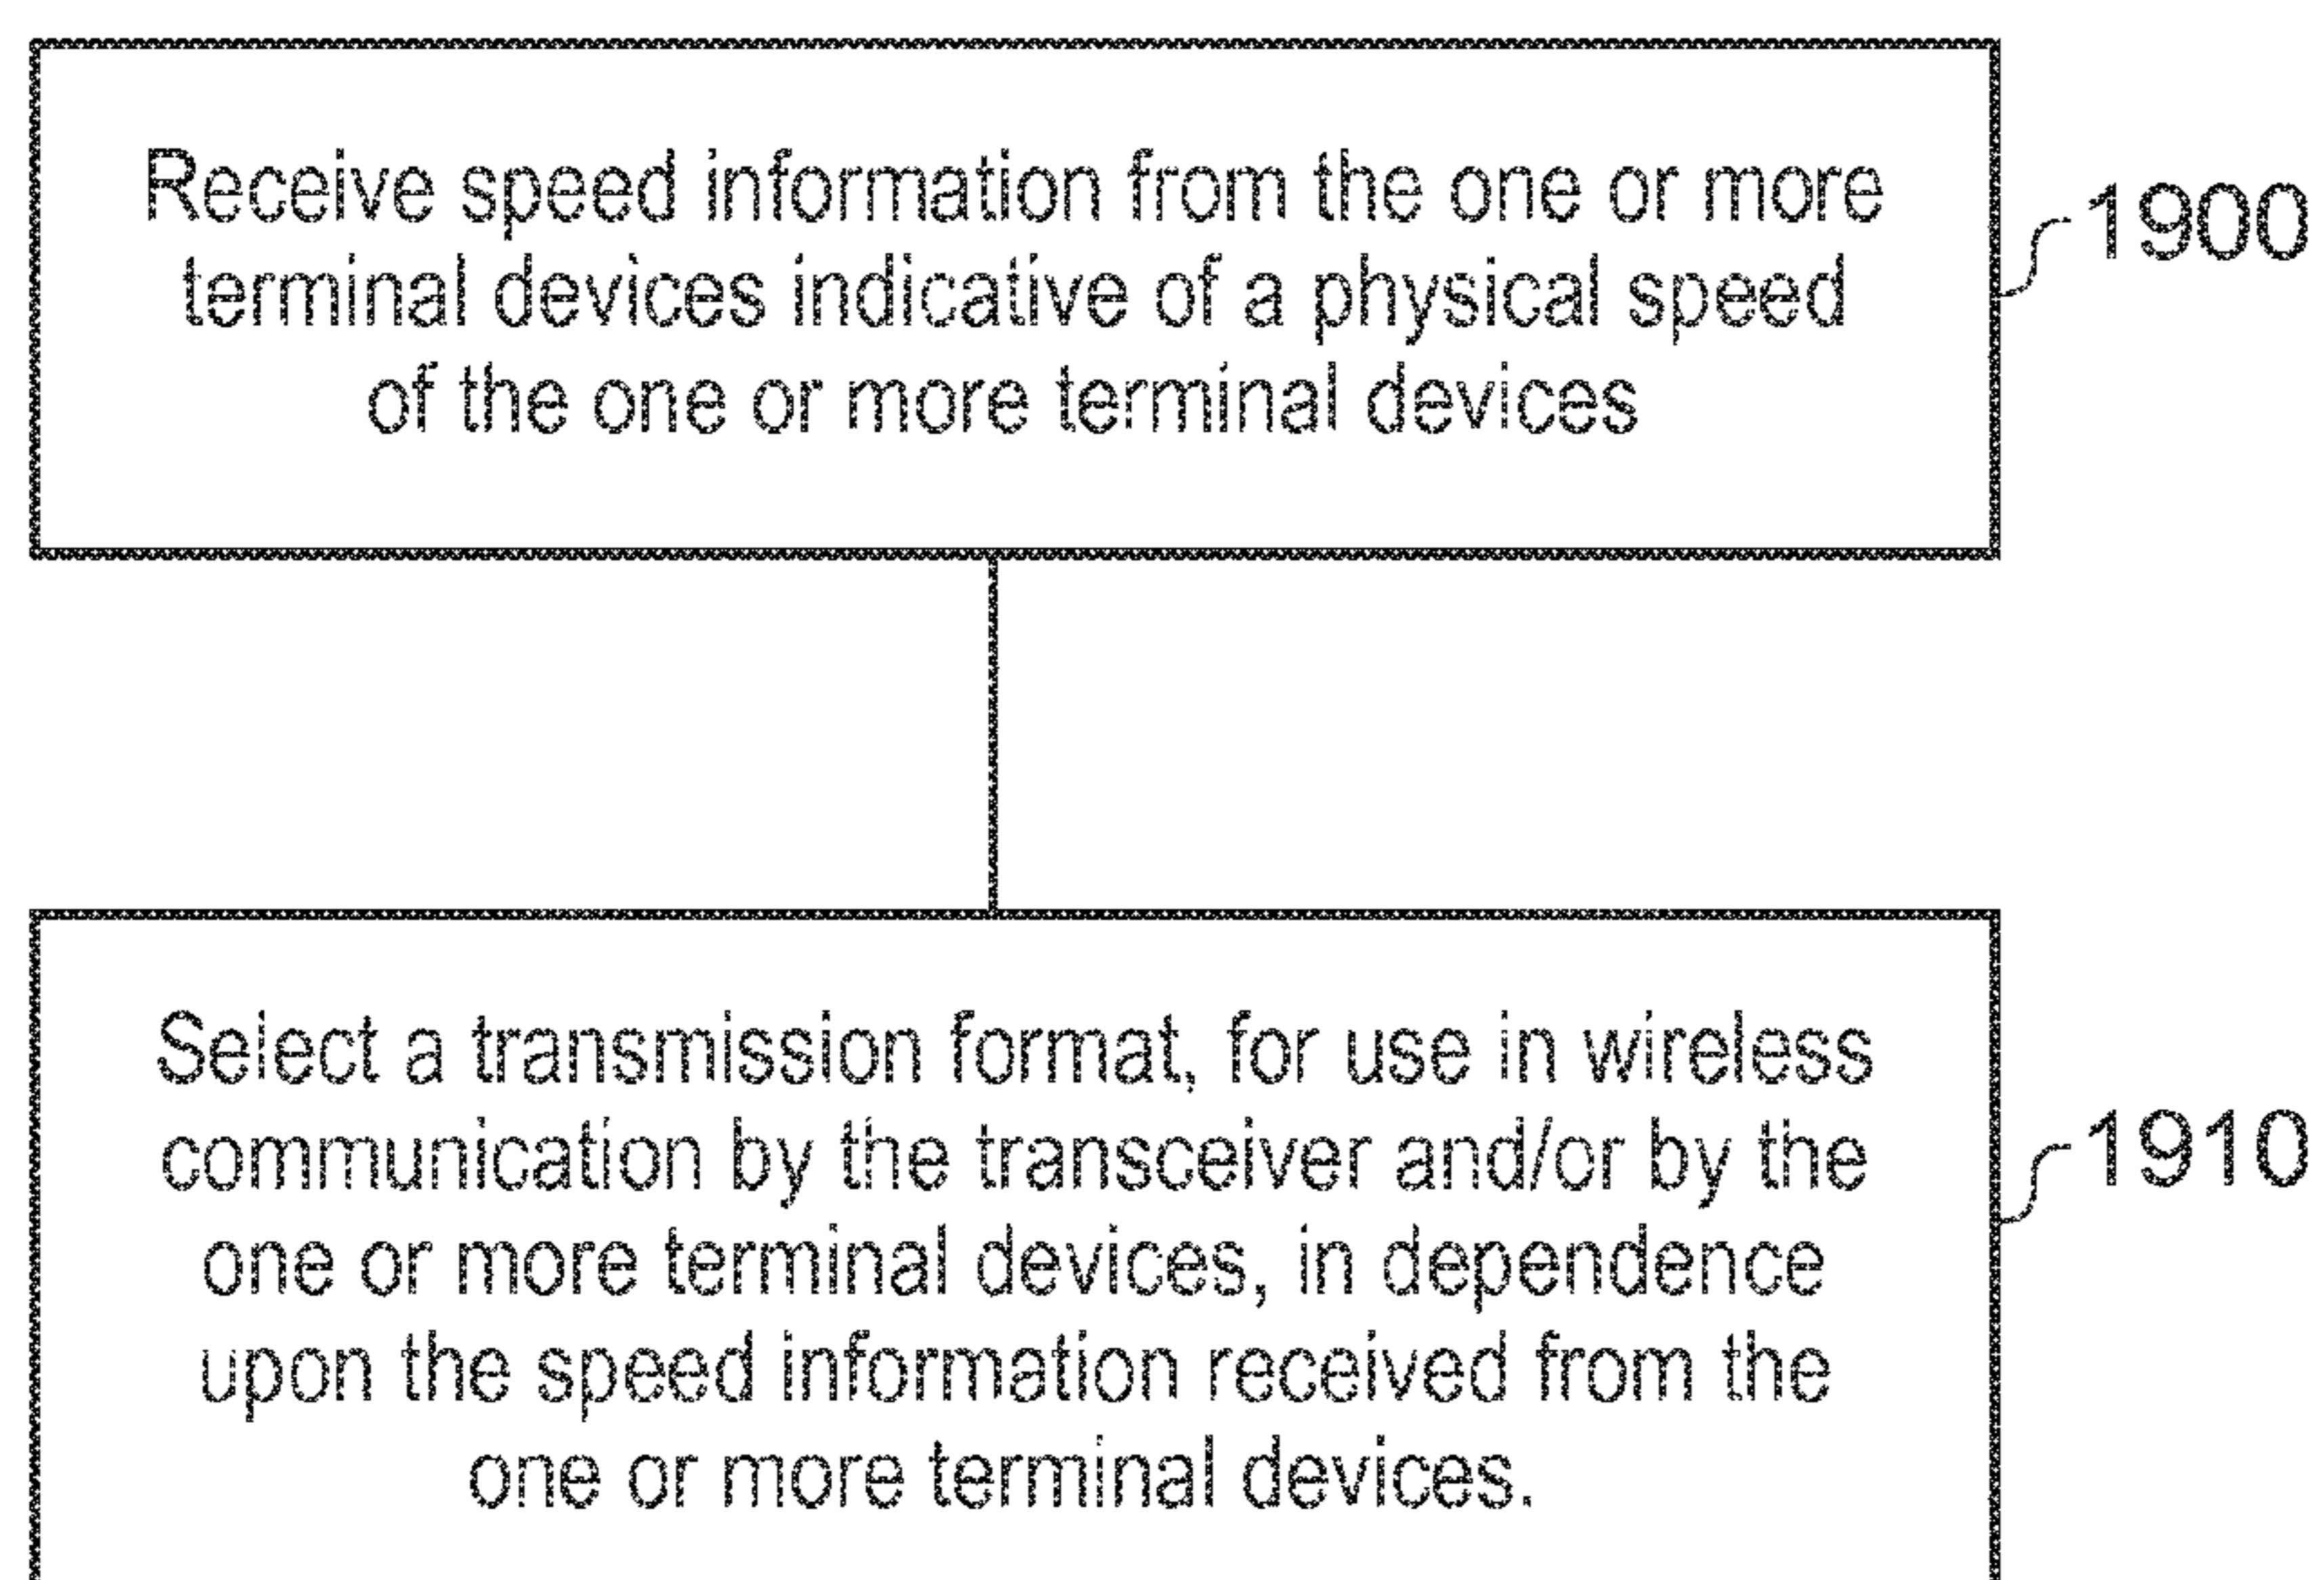 Receive speed information from the one or more
terminal devices indicative of a physical speed
of the one or more terminal devices
1900
Select a transmission format, for use in wireless
communication by the transceiver and/or by the
one or more terminal devices, in dependence
upon the speed information received from the
one or more terminal devices.
1910